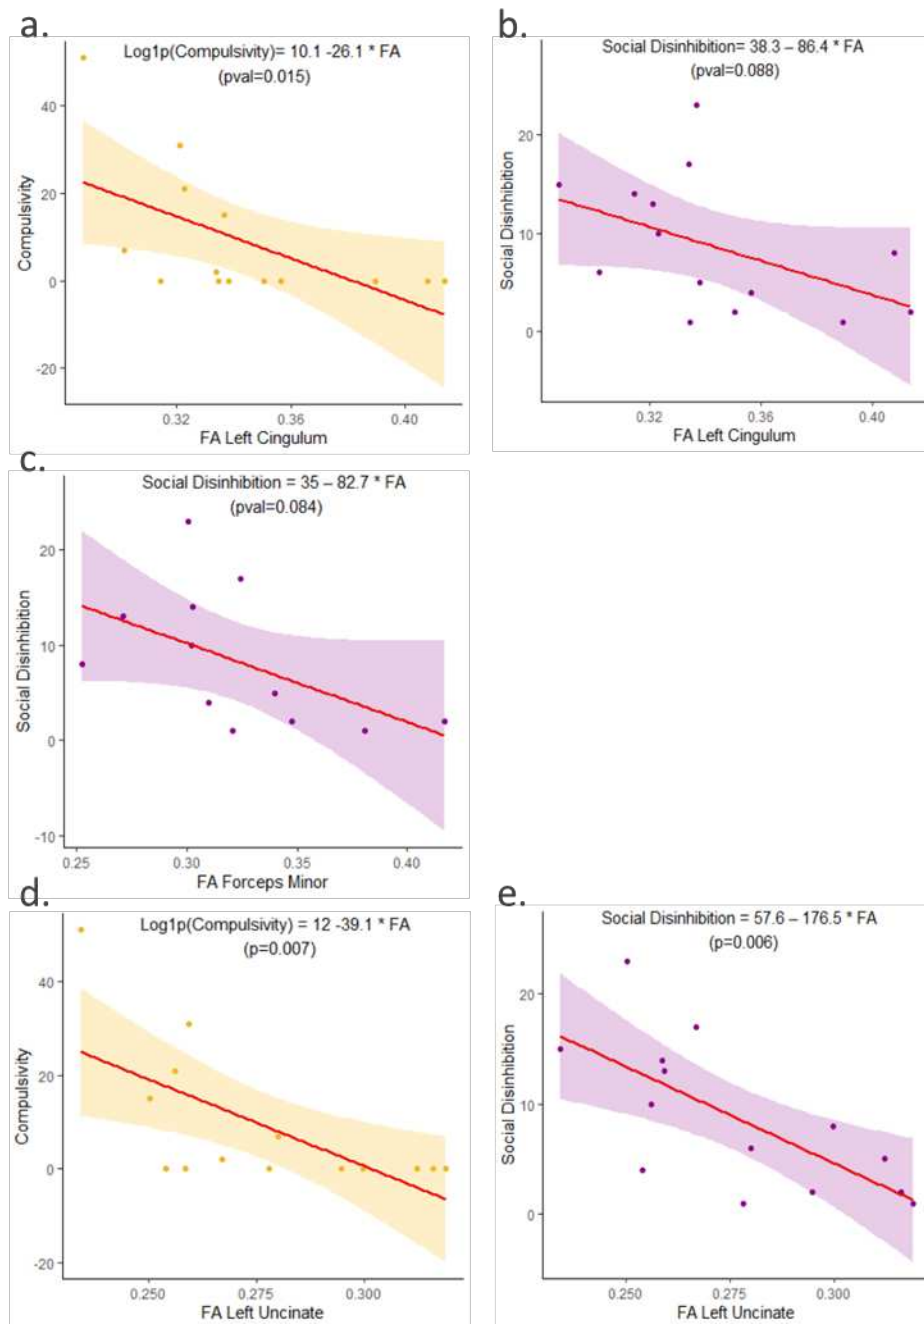 a.
Log1p(Compulsivity)= 10.1 -26.1 * FA
(pval=0.015)
40
20
0
-20
Compulsivity
0.32 0.36 0.40
FA Left Cingulum
b.
Social Disinhibition= 38.3 – 86.4 * FA
(pval=0.088)
20
10
0
Social Disinhibition
0.32 0.36 0.40
FA Left Cingulum
c.
Social Disinhibition = 35 – 82.7 * FA
(pval=0.084)
20
10
0
-10
Social Disinhibition
0.25 0.30 0.35 0.40
FA Forceps Minor
d.
Log1p(Compulsivity) = 12 -39.1 * FA
(p=0.007)
40
20
0
-20
Compulsivity
0.250 0.275 0.300
FA Left Uncinate
e.
Social Disinhibition = 57.6 – 176.5 * FA
(p=0.006)
20
10
0
Social Disinhibition
0.250 0.275 0.300
FA Left Uncinate